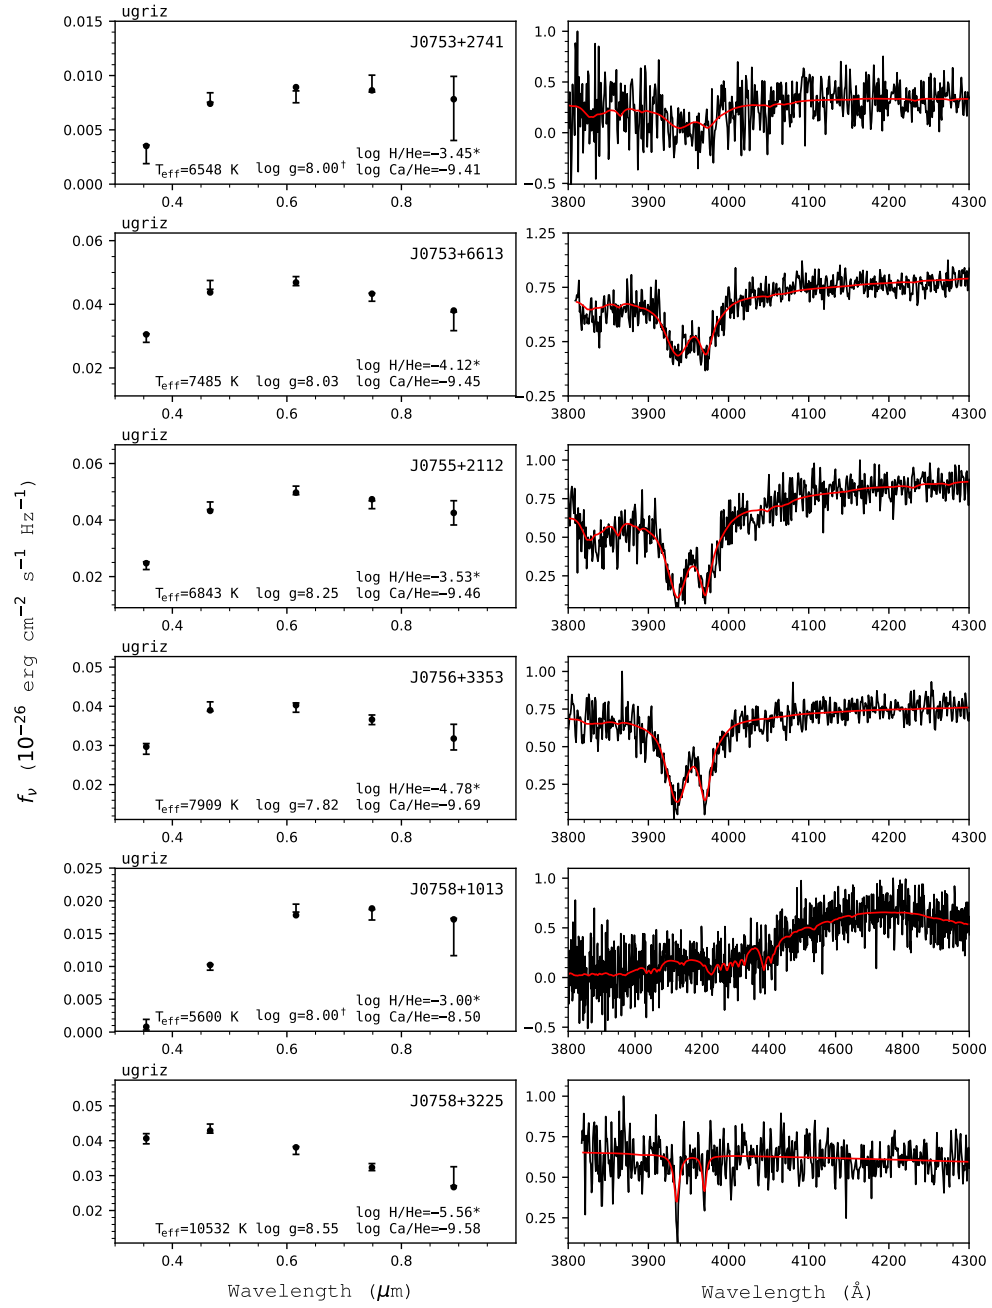 ugriz
J0753+2741
0.015
0.010
0.005
0.000
log H/He=−3.45*
T_eff=6548 K log g=8.00† log Ca/He=−9.41
0.4 0.6 0.8
1.0
0.5
0.0
−0.5
3800 3900 4000 4100 4200 4300
ugriz
J0753+6613
0.06
0.04
0.02
log H/He=−4.12*
T_eff=7485 K log g=8.03 log Ca/He=−9.45
0.4 0.6 0.8
1.25
0.75
0.25
−0.25
3800 3900 4000 4100 4200 4300
ugriz
J0755+2112
0.06
0.04
0.02
log H/He=−3.53*
T_eff=6843 K log g=8.25 log Ca/He=−9.46
0.4 0.6 0.8
1.00
0.75
0.50
0.25
3800 3900 4000 4100 4200 4300
ugriz
J0756+3353
0.05
0.04
0.03
0.02
log H/He=−4.78*
T_eff=7909 K log g=7.82 log Ca/He=−9.69
0.4 0.6 0.8
1.00
0.75
0.50
0.25
3800 3900 4000 4100 4200 4300
ugriz
J0758+1013
0.025
0.020
0.015
0.010
0.005
0.000
log H/He=−3.00*
T_eff=5600 K log g=8.00† log Ca/He=−8.50
0.4 0.6 0.8
1.0
0.5
0.0
−0.5
3800 4000 4200 4400 4600 4800 5000
ugriz
J0758+3225
0.05
0.04
0.03
0.02
log H/He=−5.56*
T_eff=10532 K log g=8.55 log Ca/He=−9.58
0.4 0.6 0.8
1.00
0.75
0.50
0.25
3800 3900 4000 4100 4200 4300
f_ν (10^−26 erg cm^−2 s^−1 Hz^−1)
Wavelength (μm)
Wavelength (Å)